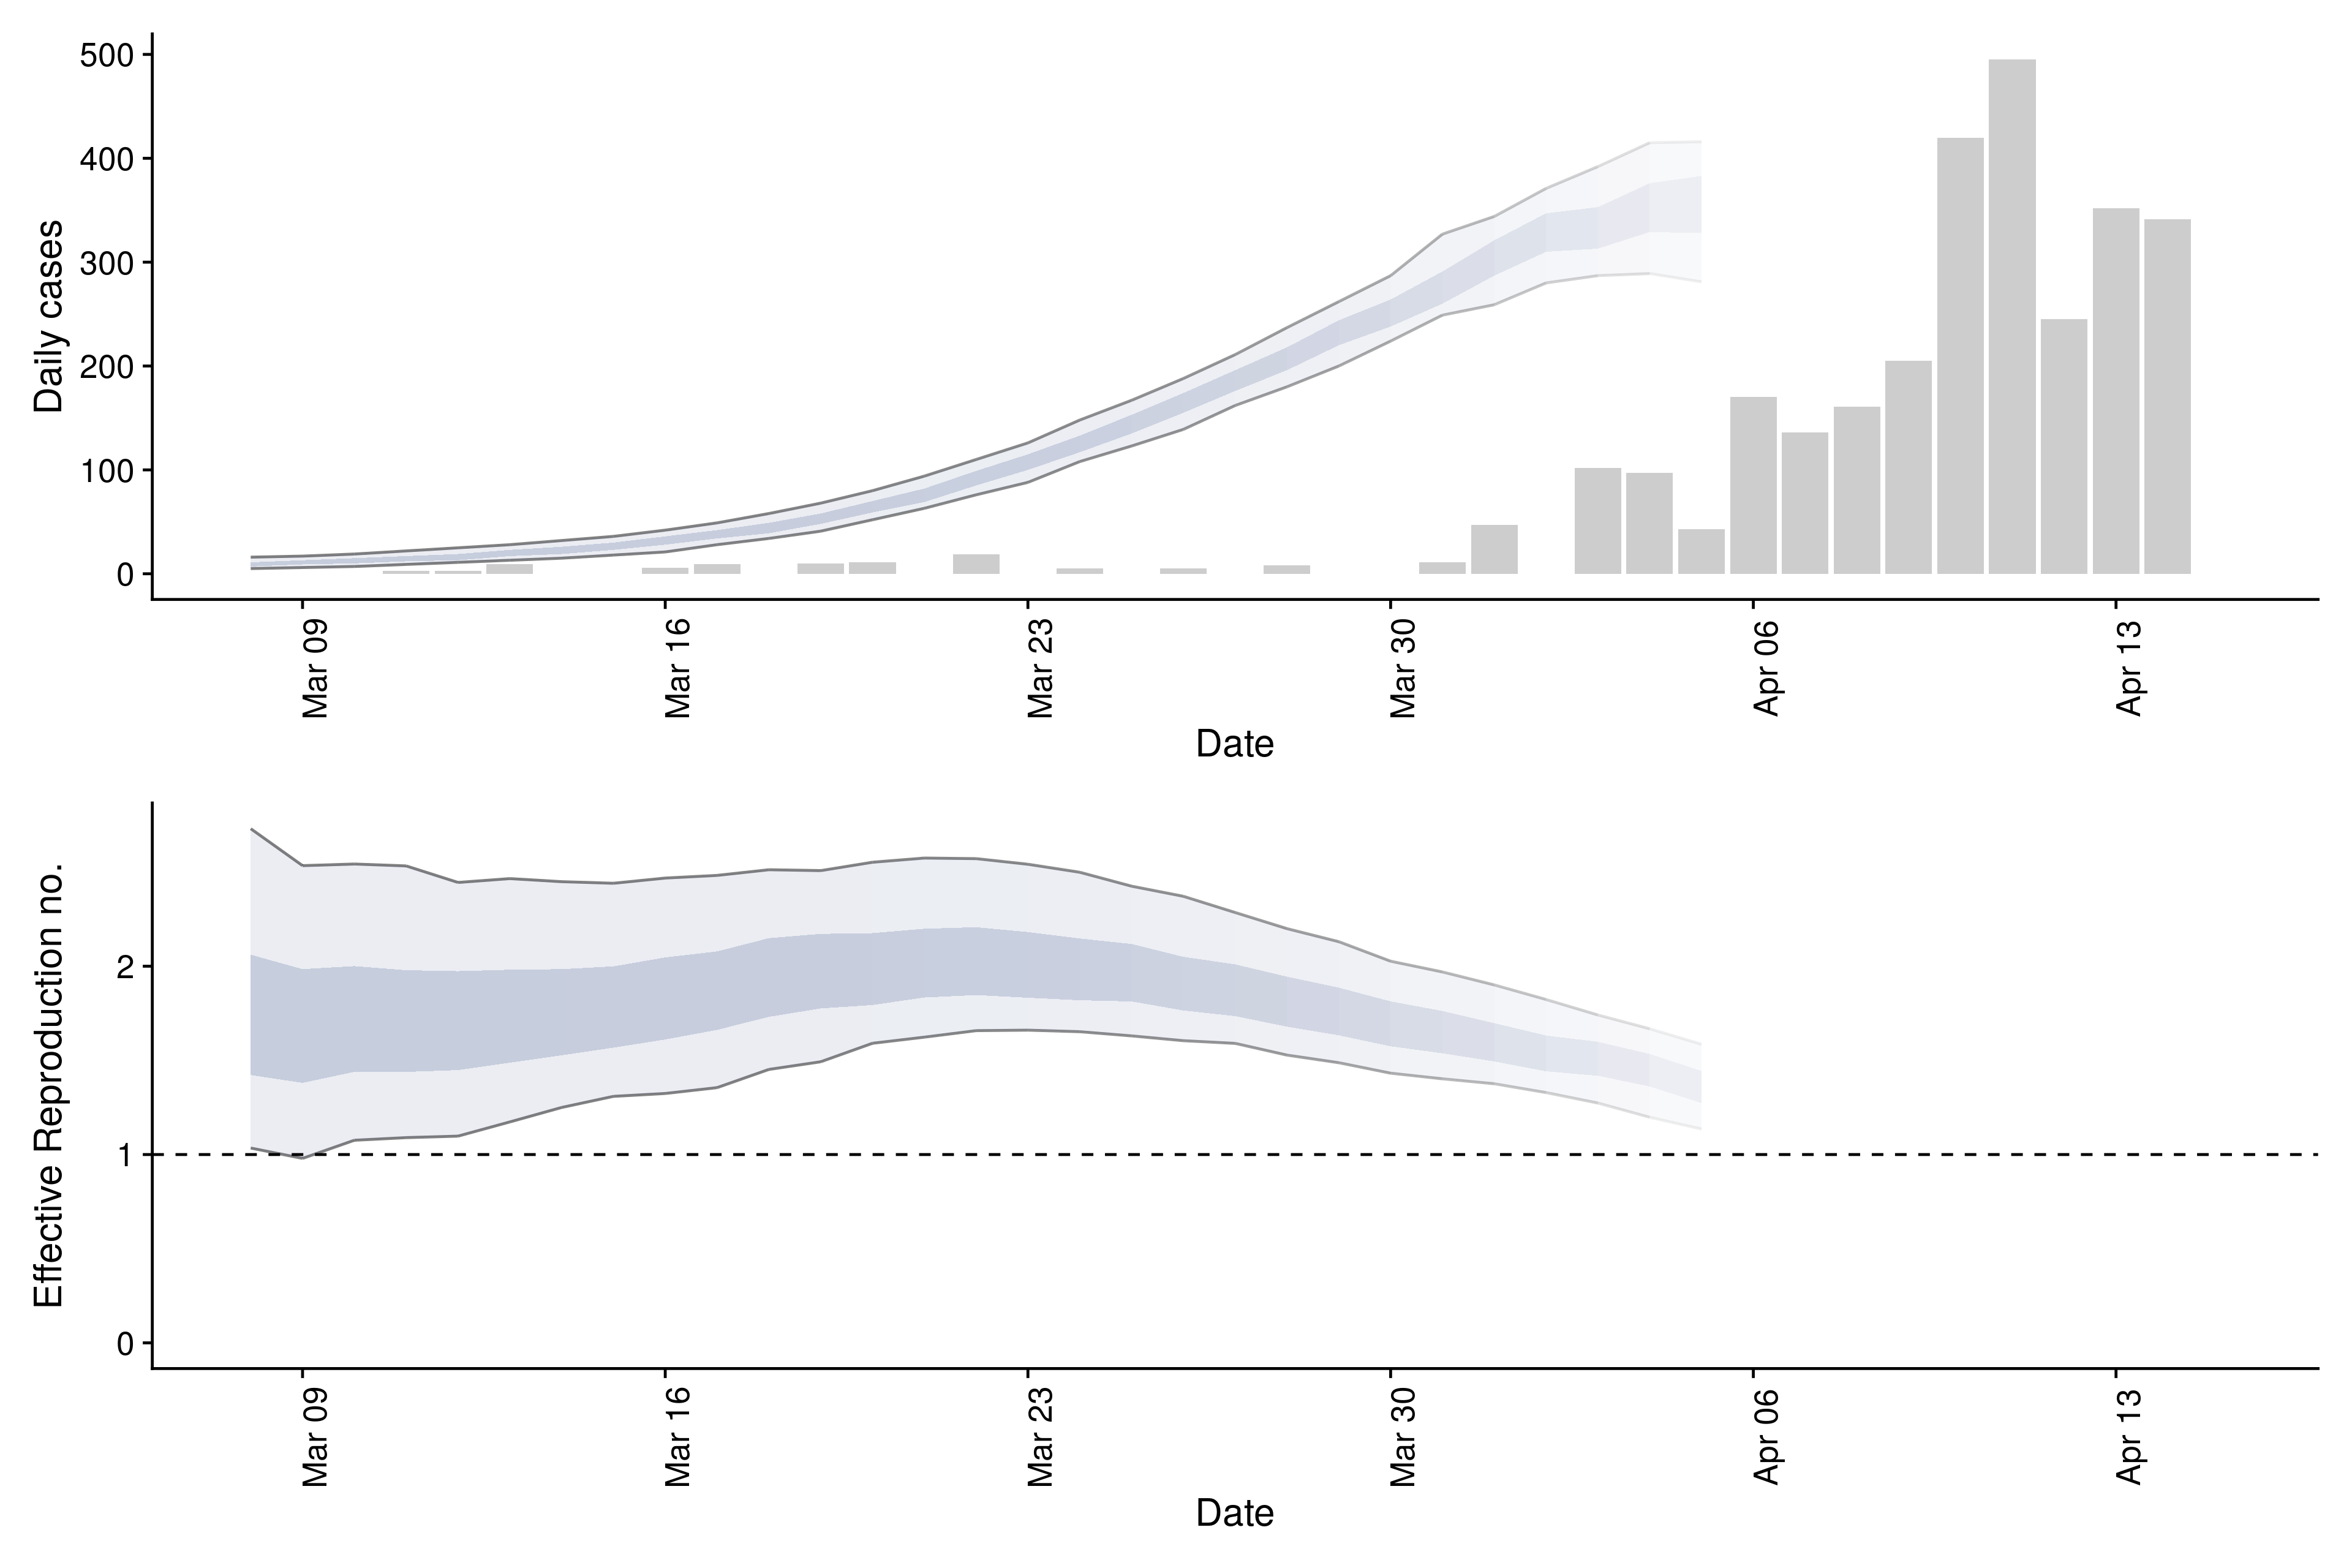 Daily cases
500
400
300
200
100
0
Mar 09
Mar 16
Mar 23
Mar 30
Apr 06
Apr 13
Date
Effective Reproduction no.
2
1
0
Mar 09
Mar 16
Mar 23
Mar 30
Apr 06
Apr 13
Date